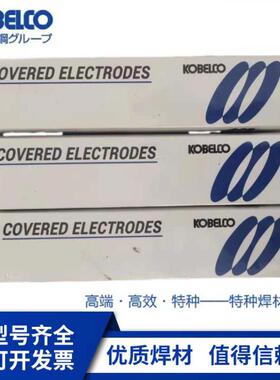 OBELCO
鋼グループ
COVERED ELECTRODES
KOBELCO
COVERED ELECTRODES
KOBELCO
COVERED ELECTRODES
KOBELCO
高端·高效·特种——特种焊材
型号齐全
可开发票
优质焊材
值得信